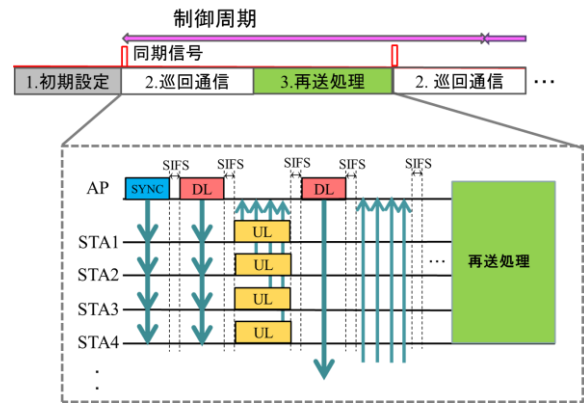 制御周期
同期信号
1.初期設定 2.巡回通信 3.再送処理 2. 巡回通信 ⋯
SIFS SIFS SIFS SIFS SIFS
AP SYNC DL DL
STA1 UL
STA2 UL
STA3 UL
STA4 UL
⋯ 再送処理